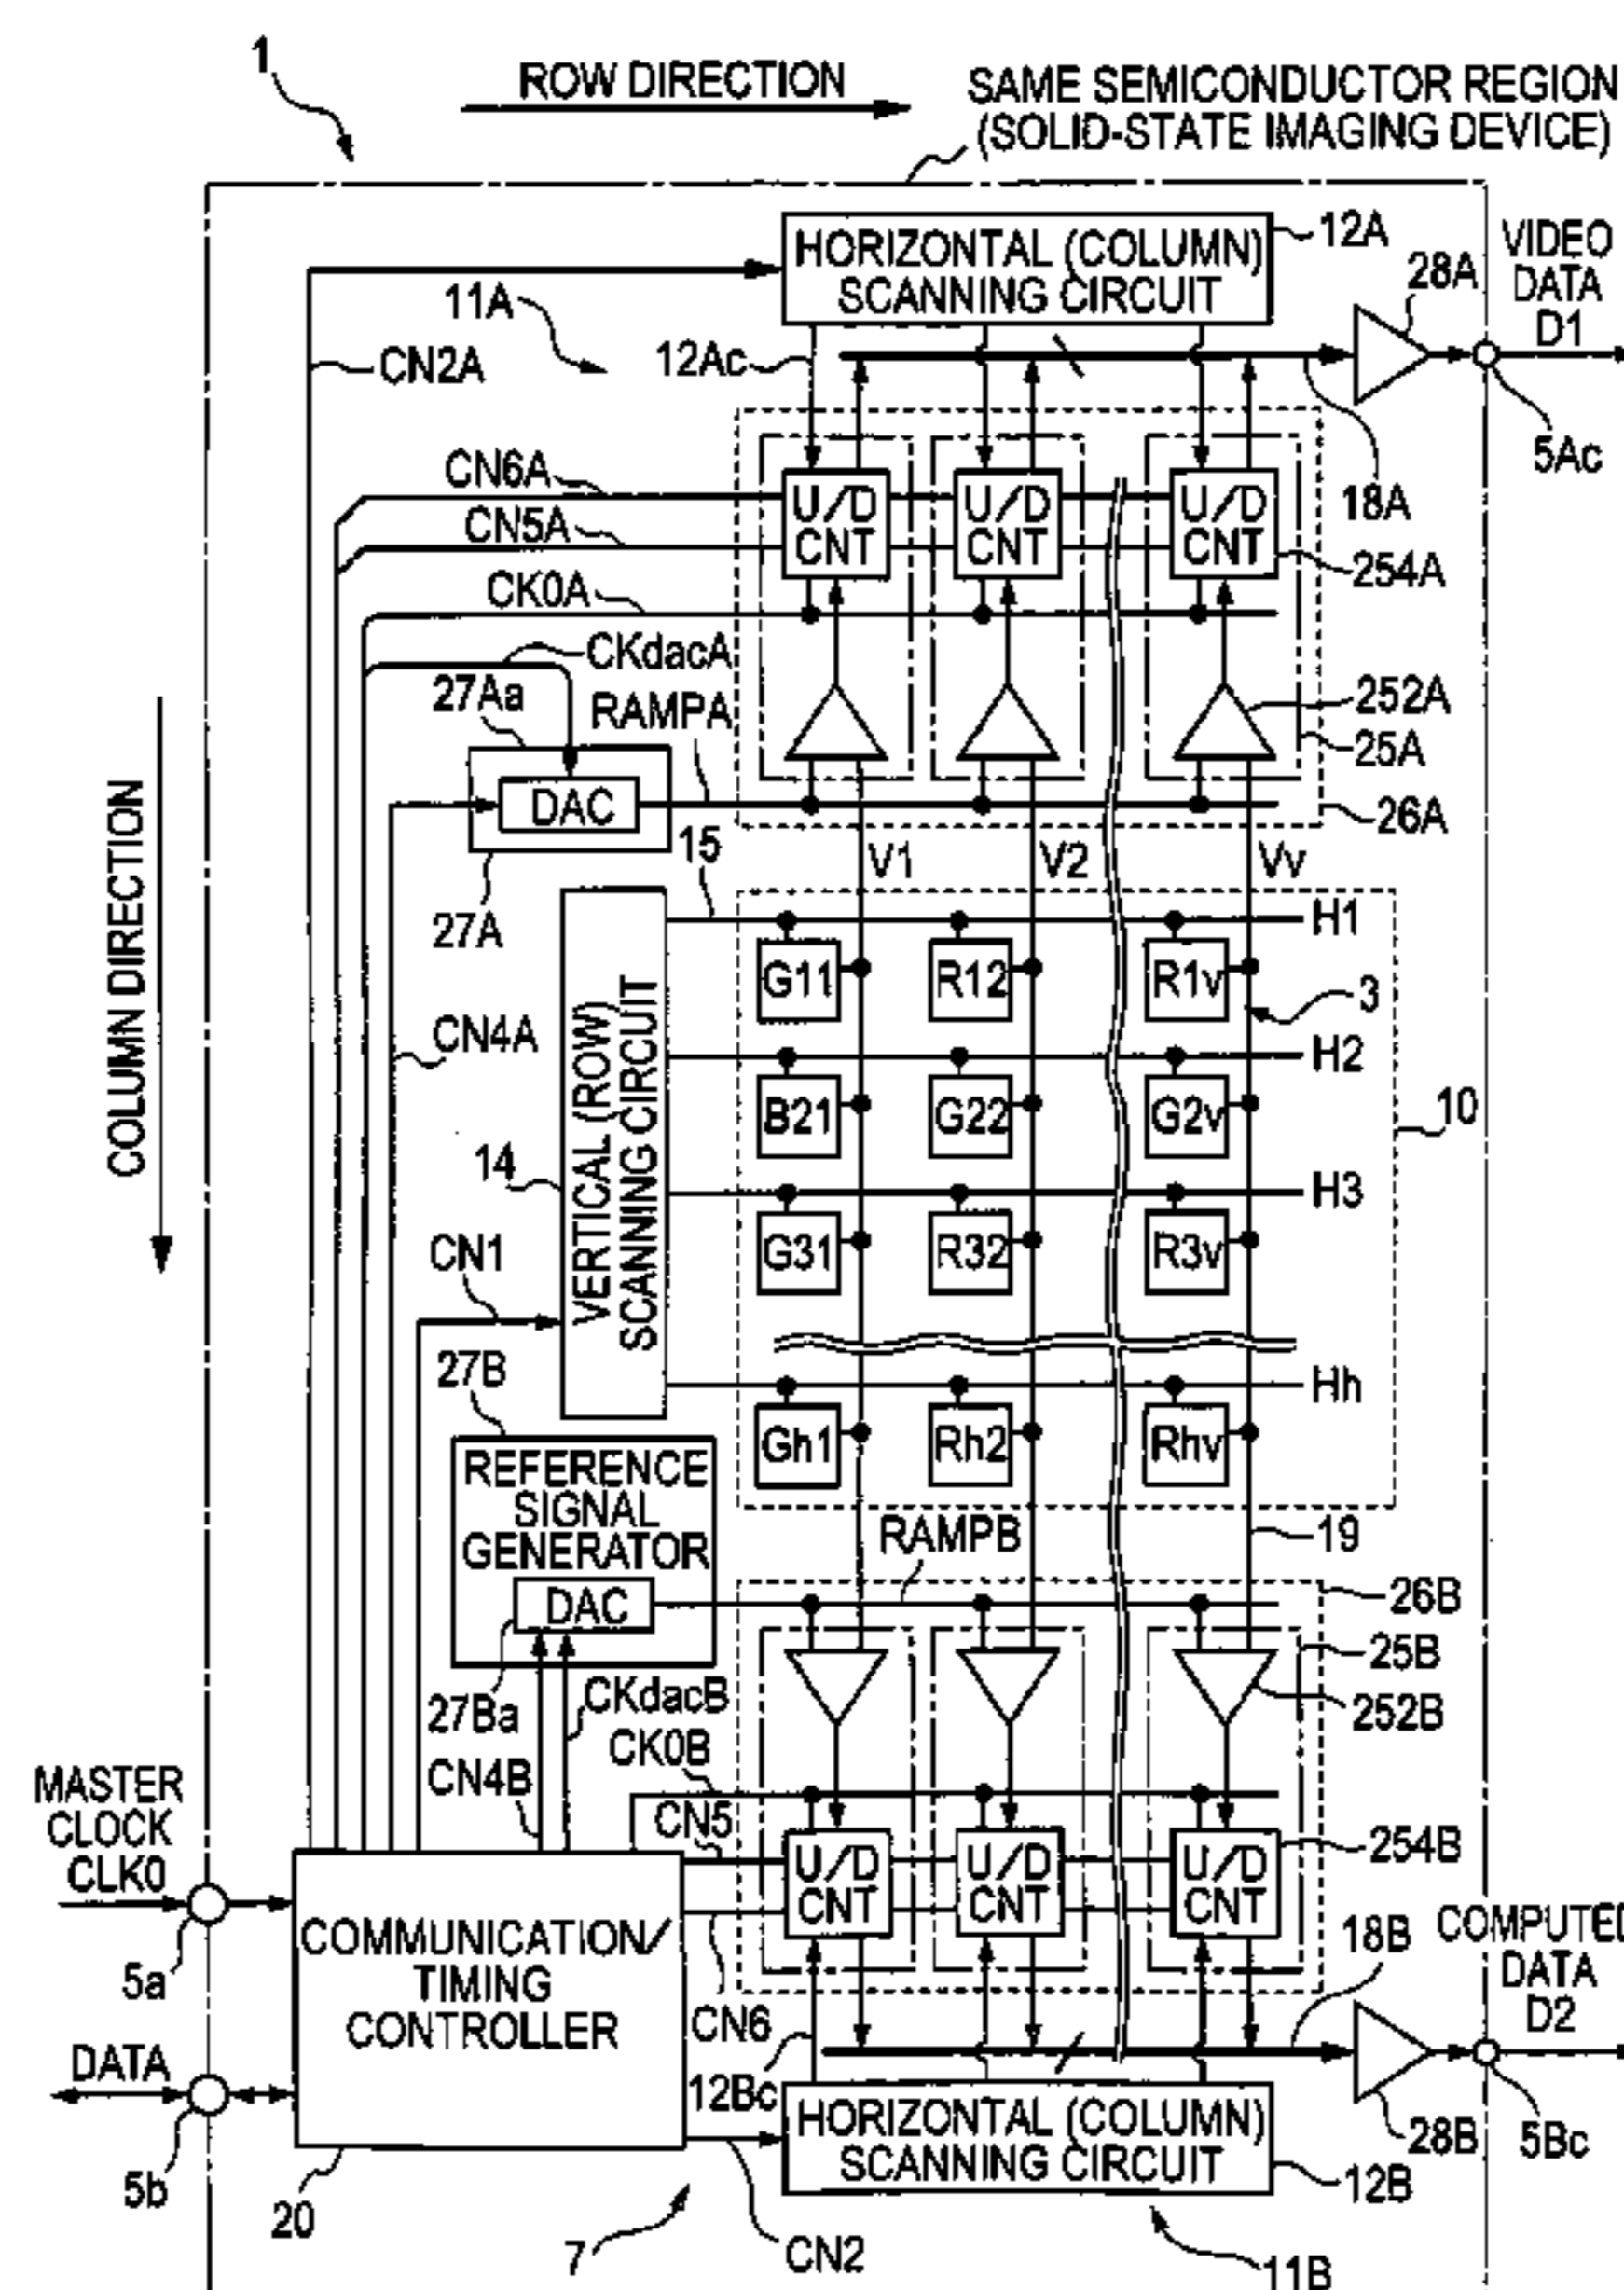 1
ROW DIRECTION
SAME SEMICONDUCTOR REGION
(SOLID-STATE IMAGING DEVICE)
HORIZONTAL (COLUMN)
SCANNING CIRCUIT
12A
VIDEO
DATA
D1
28A
11A
12Ac
CN2A
5Ac
18A
CN6A
CN5A
U/D
CNT
U/D
CNT
U/D
CNT
254A
CK0A
CKdacA
27Aa
RAMPA
252A
25A
DAC
26A
27A
15
V1
V2
Vv
COLUMN DIRECTION
H1
G11
R12
R1v
3
CN4A
VERTICAL (ROW)
SCANNING CIRCUIT
H2
B21
G22
G2v
10
14
H3
G31
R32
R3v
CN1
27B
Hh
Gh1
Rh2
Rhv
REFERENCE
SIGNAL
GENERATOR
DAC
RAMPB
19
26B
25B
27Ba
CKdacB
252B
CN4B
CK0B
MASTER
CLOCK
CLK0
CN5
U/D
CNT
U/D
CNT
U/D
CNT
254B
COMMUNICATION/
TIMING
CONTROLLER
5a
18B
COMPUTED
DATA
D2
CN6
DATA
12Bc
HORIZONTAL (COLUMN)
SCANNING CIRCUIT
28B
5Bc
12B
5b
20
7
CN2
11B